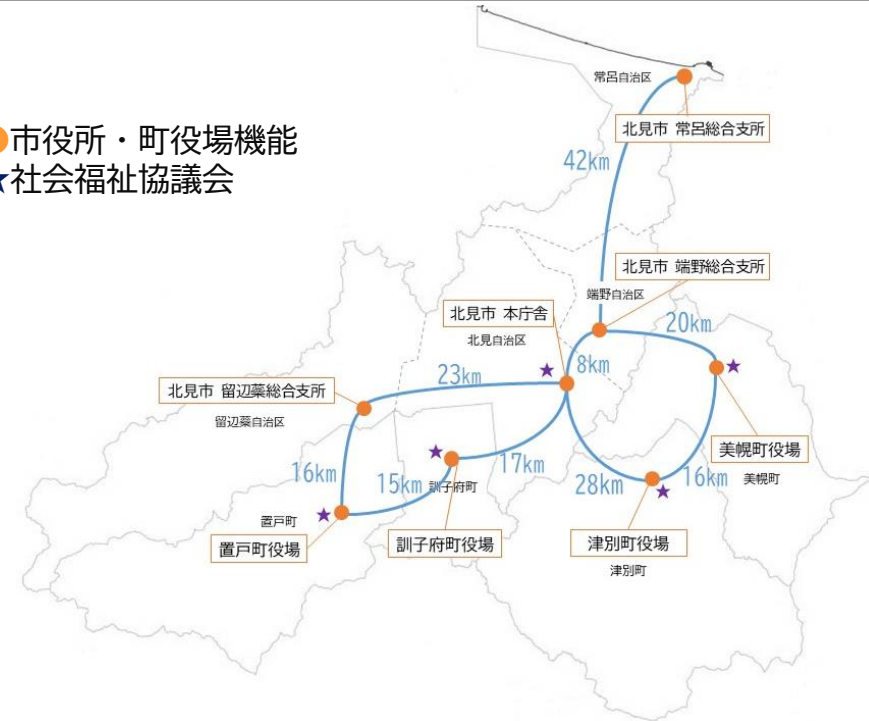 ●市役所・町役場機能
★社会福祉協議会
常呂自治区
北見市 常呂総合支所
42km
北見市 端野総合支所
端野自治区
北見市 本庁舎
20km
北見自治区
8km
23km
北見市 留辺蘂総合支所
留辺蘂自治区
美幌町役場
17km
16km
15km
訓子府町
28km
16km
美幌町
置戸町
置戸町役場
訓子府町役場
津別町役場
津別町